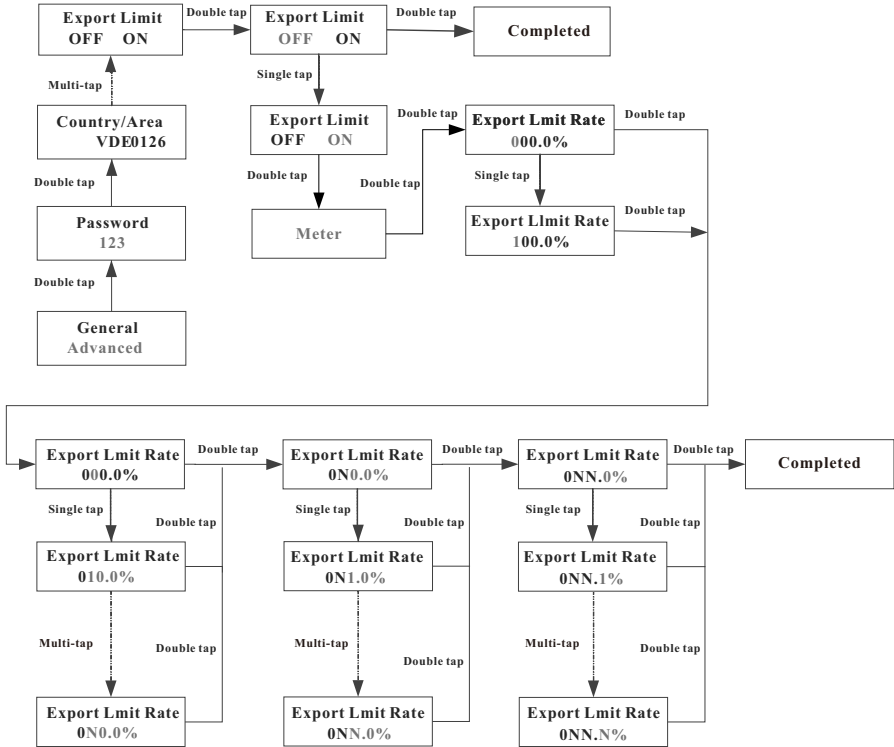 Export Limit
OFF ON
Double tap
Export Limit
OFF ON
Double tap
Completed
Multi-tap
Single tap
Country/Area
VDE0126
Export Limit
OFF ON
Double tap
Export Lmit Rate
000.0%
Double tap
Double tap
Double tap
Double tap
Single tap
Password
123
Meter
Export LImit Rate
100.0%
Double tap
Double tap
General
Advanced
Export Lmit Rate
000.0%
Double tap
Export Lmit Rate
0N0.0%
Double tap
Export Lmit Rate
0NN.0%
Double tap
Completed
Single tap
Double tap
Single tap
Double tap
Single tap
Double tap
Export Lmit Rate
010.0%
Export Lmit Rate
0N1.0%
Export Lmit Rate
0NN.1%
Multi-tap
Double tap
Multi-tap
Double tap
Multi-tap
Double tap
Export Lmit Rate
0N0.0%
Export Lmit Rate
0NN.0%
Export Lmit Rate
0NN.N%